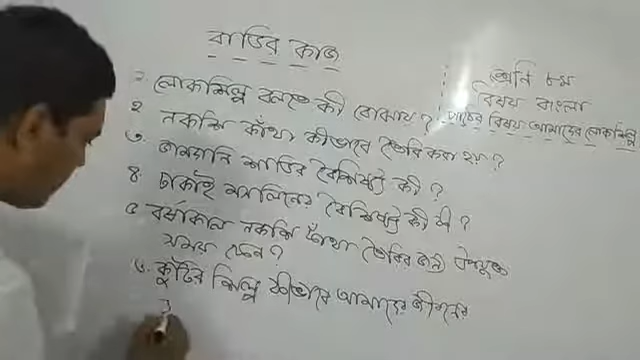 বাড়ির কাজ
শ্রেনি ৮ম
বিষয় বাংলা
পাঠের বিষয় আমাদের লোকশিল্প
১. লোকশিল্প বলতে কী বোঝায়?
২. নকশি কাঁথা কীভাবে তৈরি করা হয়?
৩. জামদানি শাড়ির বৈশিষ্ট্য কী?
৪. ঢাকাই মসলিনের বৈশিষ্ট্য কী কী?
৫. বর্ষাকাল নকশি কাঁথা তৈরির জন্য উপযুক্ত
সময় কেন?
৬. কুটির শিল্প কীভাবে আমাদের জীবনের